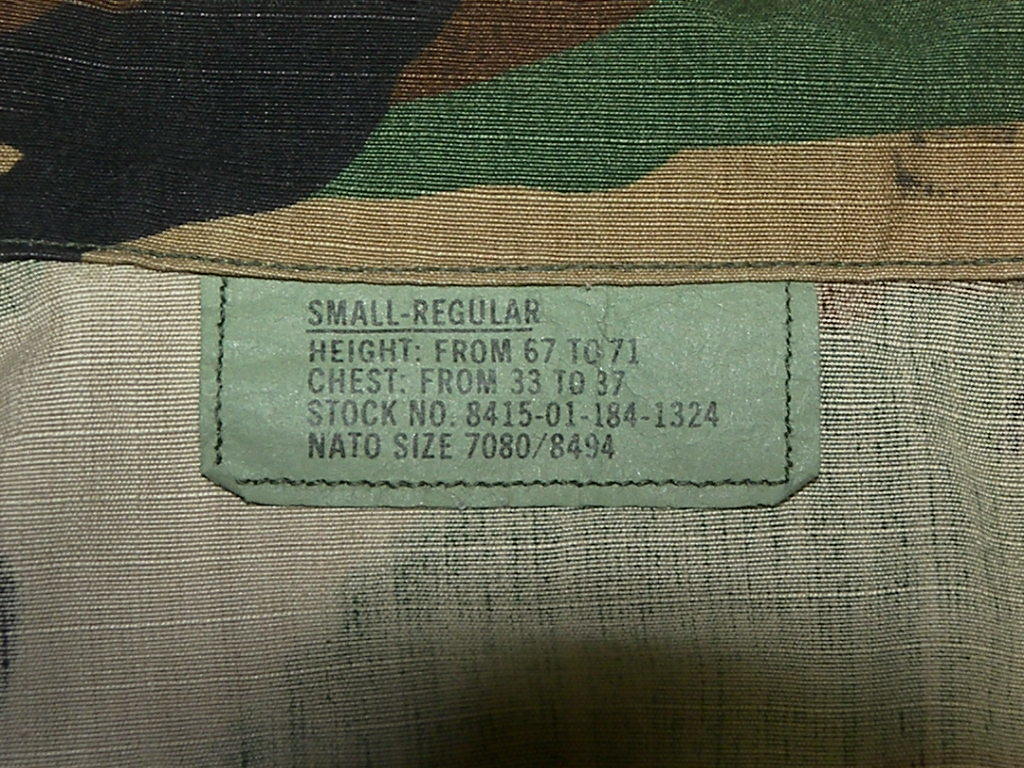 SMALL-REGULAR
HEIGHT: FROM 67 TO 71
CHEST: FROM 33 TO 37
STOCK NO. 8415-01-184-1324
NATO SIZE 7080/8494